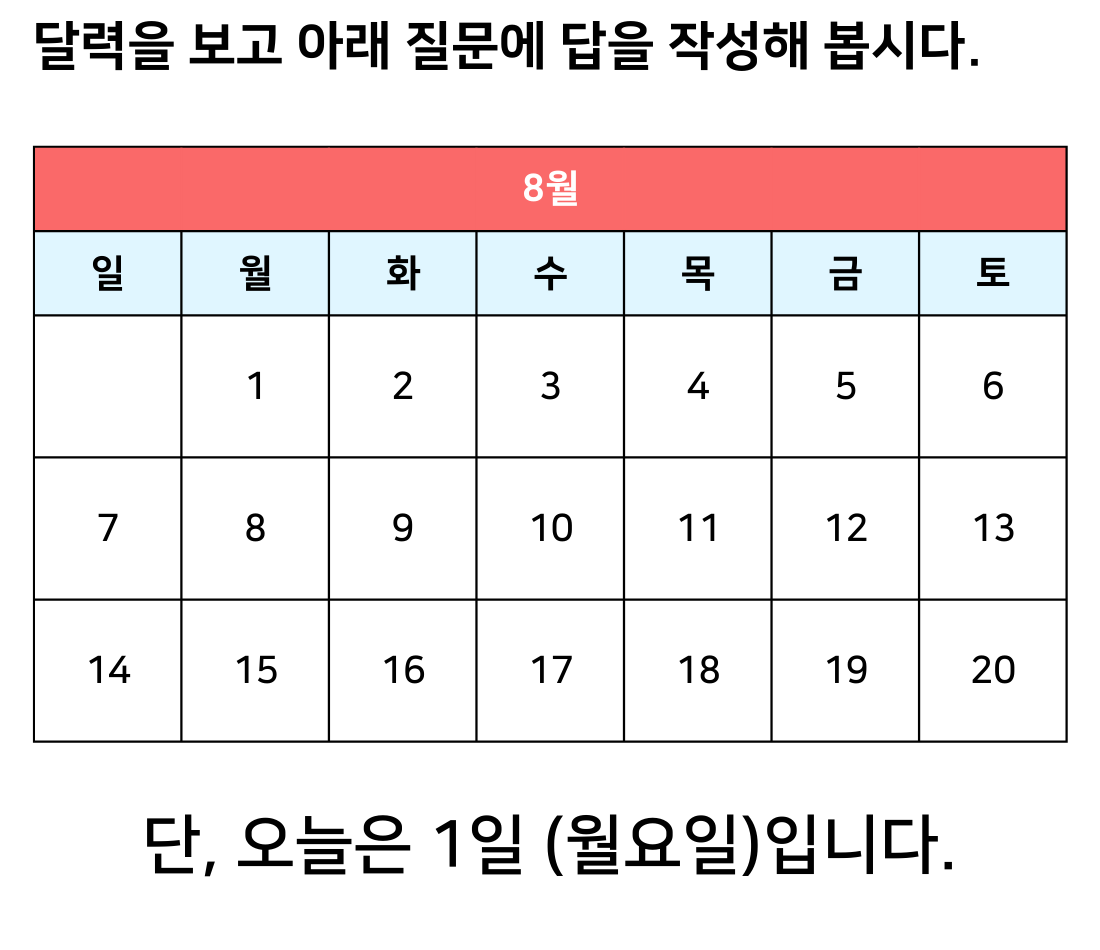 달력을 보고 아래 질문에 답을 작성해 봅시다.
8월
일 월 화 수 목 금 토
1 2 3 4 5 6
7 8 9 10 11 12 13
14 15 16 17 18 19 20
단, 오늘은 1일 (월요일)입니다.